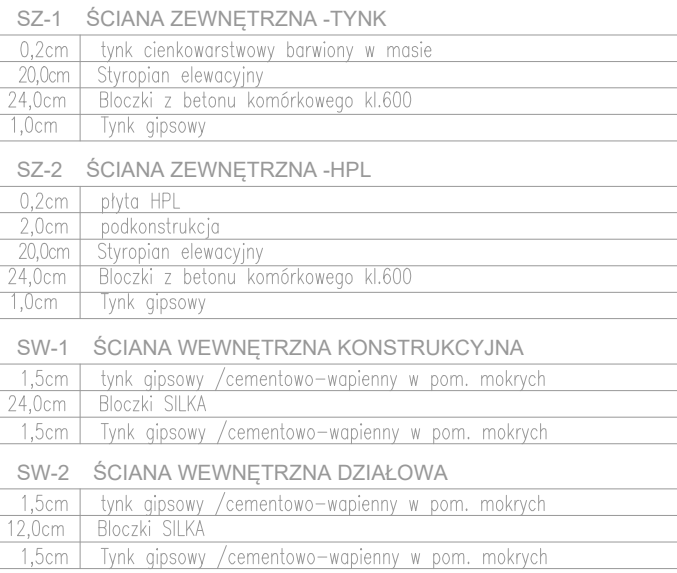 SZ-1 ŚCIANA ZEWNĘTRZNA -TYNK
0,2cm tynk cienkowarstwowy barwiony w masie
20,0cm Styropian elewacyjny
24,0cm Bloczki z betonu komórkowego kl.600
1,0cm Tynk gipsowy
SZ-2 ŚCIANA ZEWNĘTRZNA -HPL
0,2cm płyta HPL
2,0cm podkonstrukcja
20,0cm Styropian elewacyjny
24,0cm Bloczki z betonu komórkowego kl.600
1,0cm Tynk gipsowy
SW-1 ŚCIANA WEWNĘTRZNA KONSTRUKCYJNA
1,5cm tynk gipsowy /cementowo-wapienny w pom. mokrych
24,0cm Bloczki SILKA
1,5cm Tynk gipsowy /cementowo-wapienny w pom. mokrych
SW-2 ŚCIANA WEWNĘTRZNA DZIAŁOWA
1,5cm tynk gipsowy /cementowo-wapienny w pom. mokrych
12,0cm Bloczki SILKA
1,5cm Tynk gipsowy /cementowo-wapienny w pom. mokrych